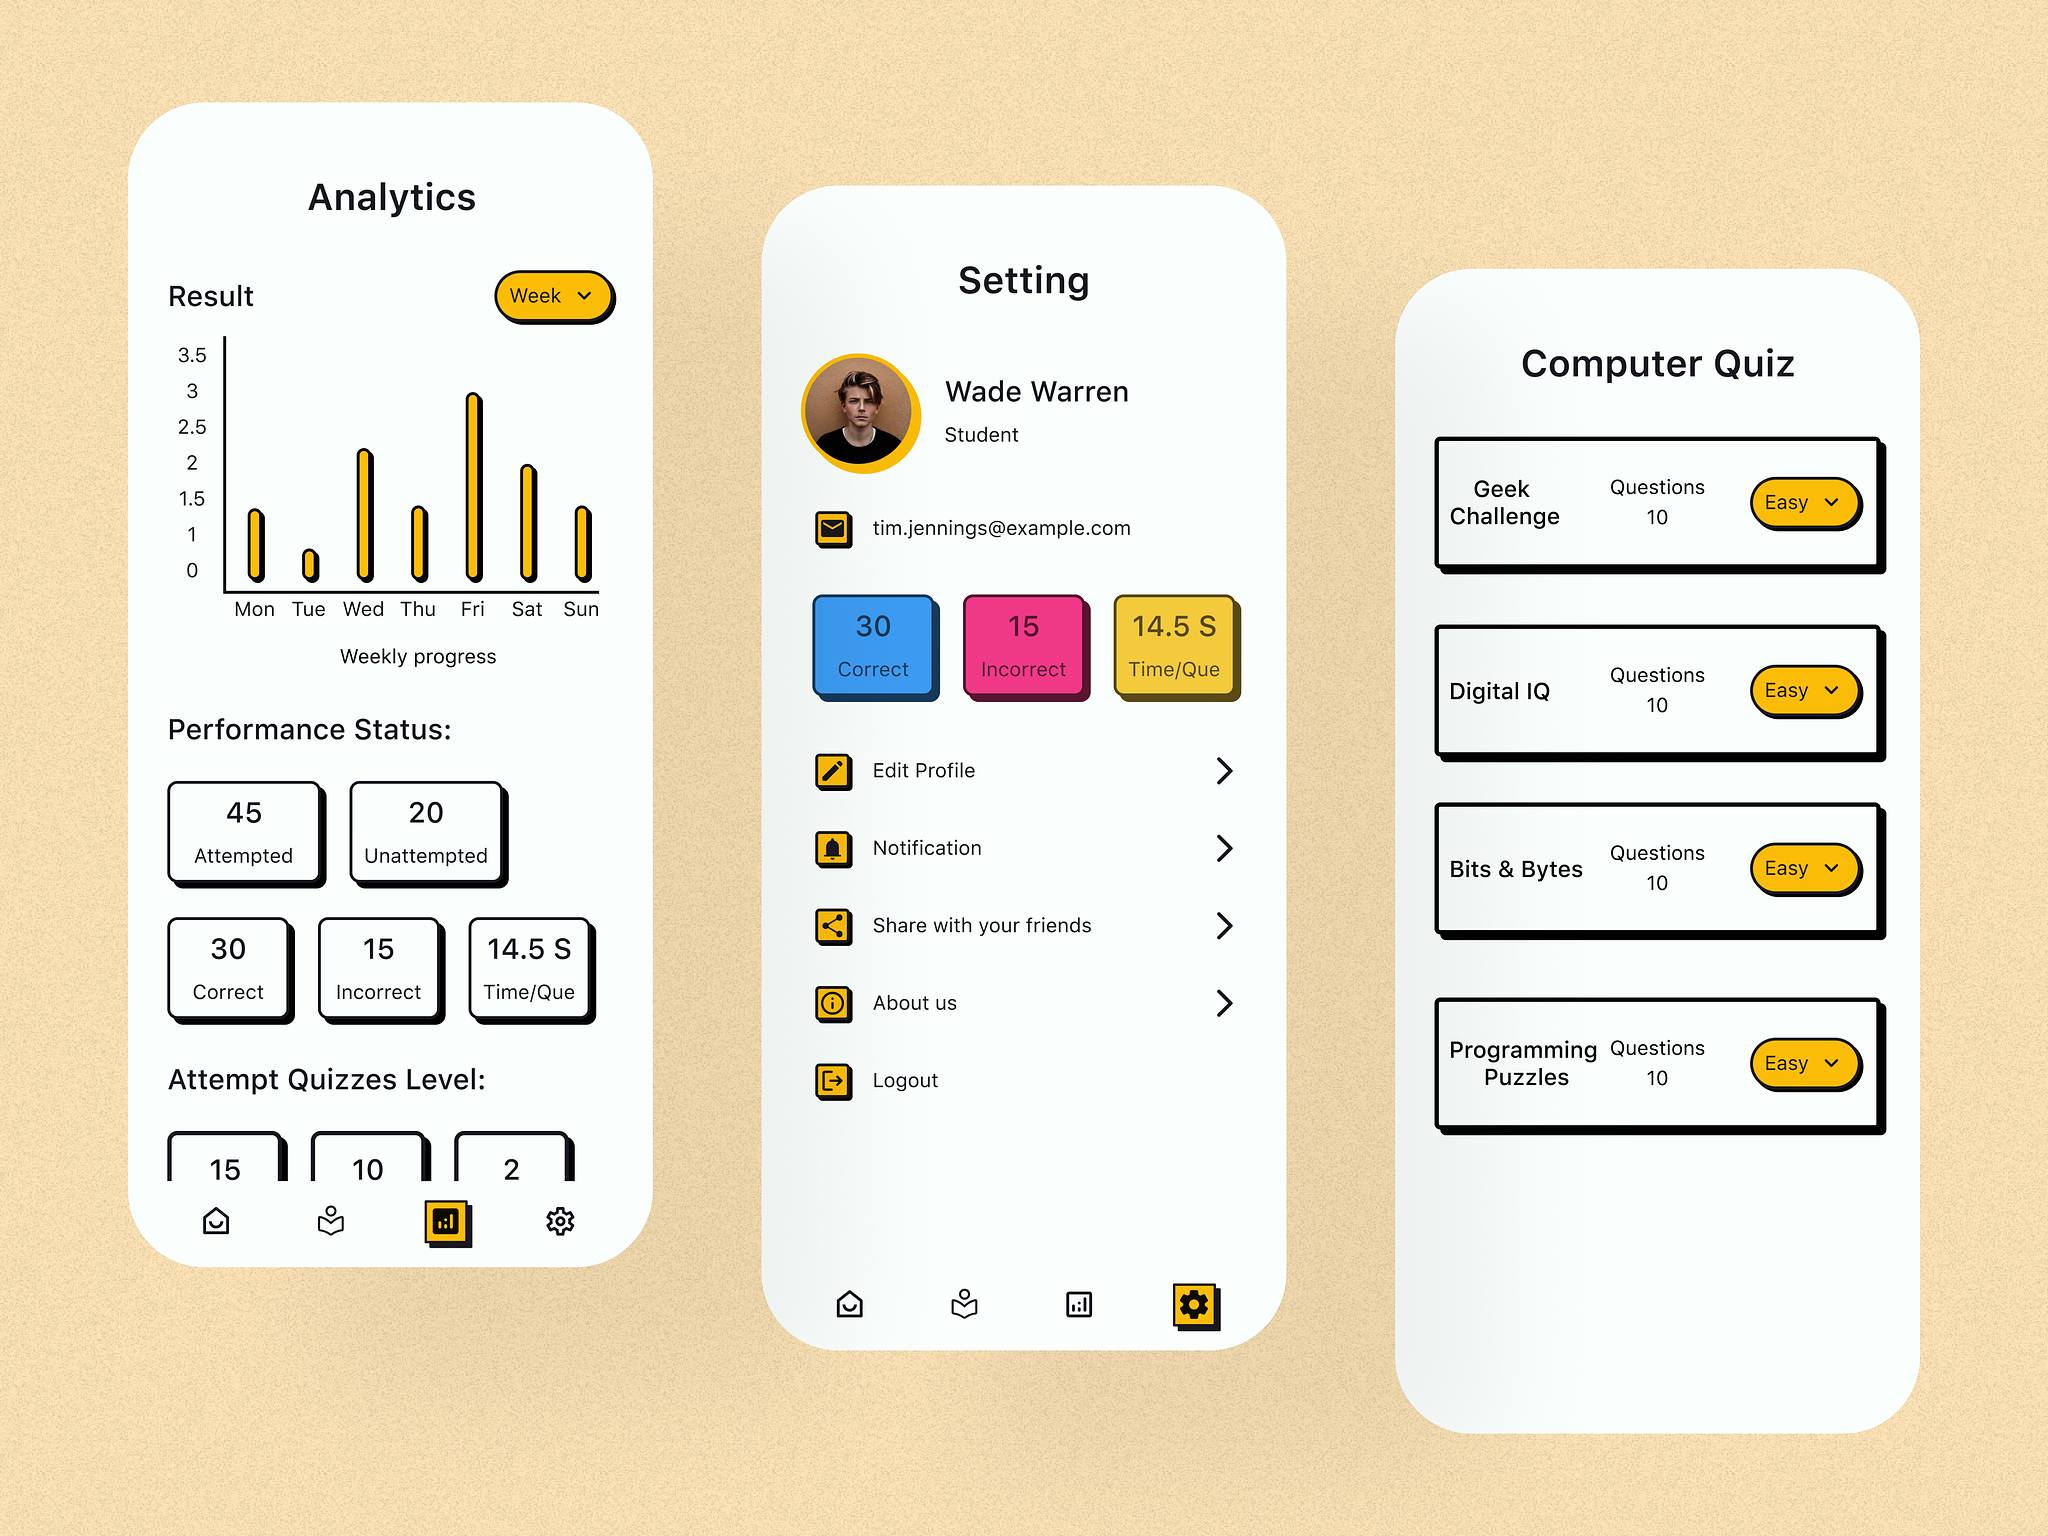 Analytics
Result
Week
3.5
3
2.5
2
1.5
1
0
Mon Tue Wed Thu Fri Sat Sun
Weekly progress
Performance Status:
45
Attempted
20
Unattempted
30
Correct
15
Incorrect
14.5 S
Time/Que
Attempt Quizzes Level:
15
10
2
Setting
Wade Warren
Student
tim.jennings@example.com
30
Correct
15
Incorrect
14.5 S
Time/Que
Edit Profile
Notification
Share with your friends
About us
Logout
Computer Quiz
Geek
Challenge
Questions
10
Easy
Digital IQ
Questions
10
Easy
Bits & Bytes
Questions
10
Easy
Programming
Puzzles
Questions
10
Easy